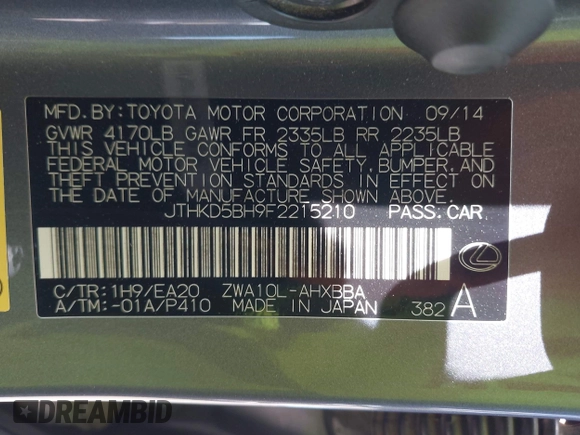 MFD. BY: TOYOTA MOTOR CORPORATION 09/14
GVWR 4170LB GAWR FR 2335LB RR 2235LB
THIS VEHICLE CONFORMS TO ALL APPLICABLE
FEDERAL MOTOR VEHICLE SAFETY, BUMPER, AND
THEFT PREVENTION STANDARDS IN EFFECT ON
THE DATE OF MANUFACTURE SHOWN ABOVE.
JTHKD5BH9F2215210 PASS. CAR
C/TR: 1H9/EA20 ZWA10L-AHXBBA
A/TM: -01A/P410 MADE IN JAPAN 382 A
DREAMBID